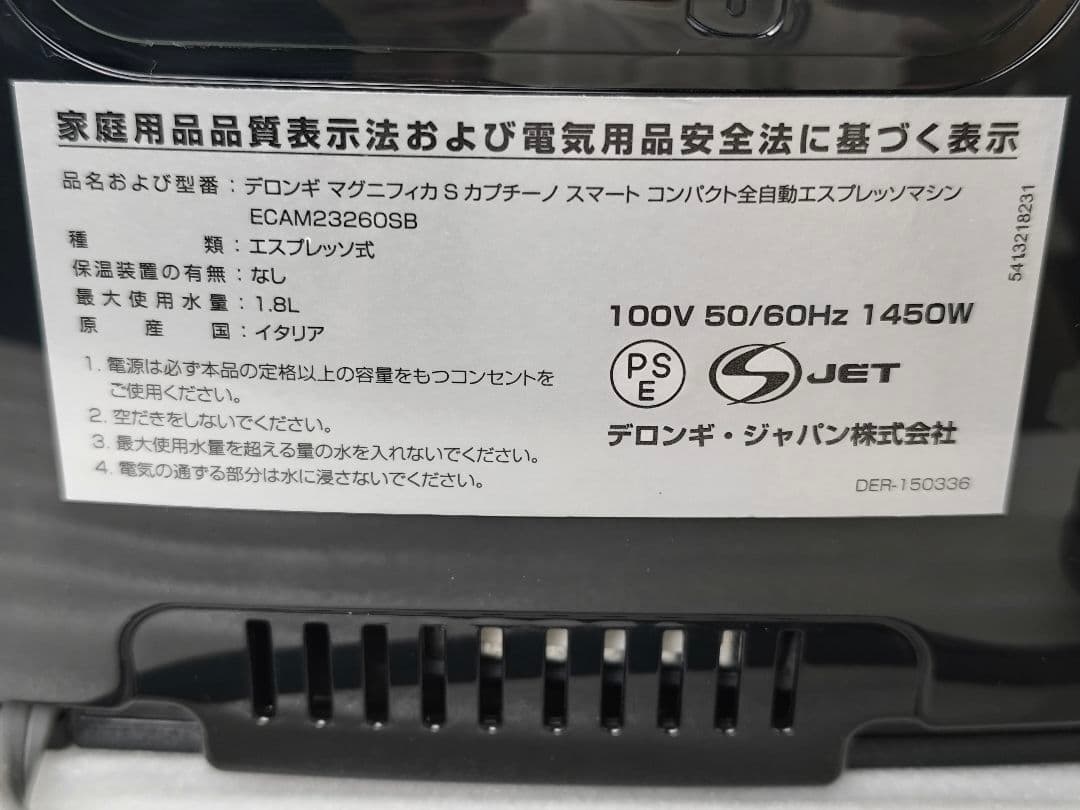 家庭用品品質表示法および電気用品安全法に基づく表示
品名および型番：デロンギ マグニフィカ S カプチーノ スマート コンパクト全自動エスプレッソマシン
ECAM23260SB
種類：エスプレッソ式
保温装置の有無：なし
最大使用水量：1.8L
原産国：イタリア
1. 電源は必ず本品の定格以上の容量をもつコンセントを
ご使用ください。
2. 空だきをしないでください。
3. 最大使用水量を超える量の水を入れないでください。
4. 電気の通ずる部分は水に浸さないでください。
100V 50/60Hz 1450W
PS
E
JET
デロンギ・ジャパン株式会社
DER-150336
5413218231